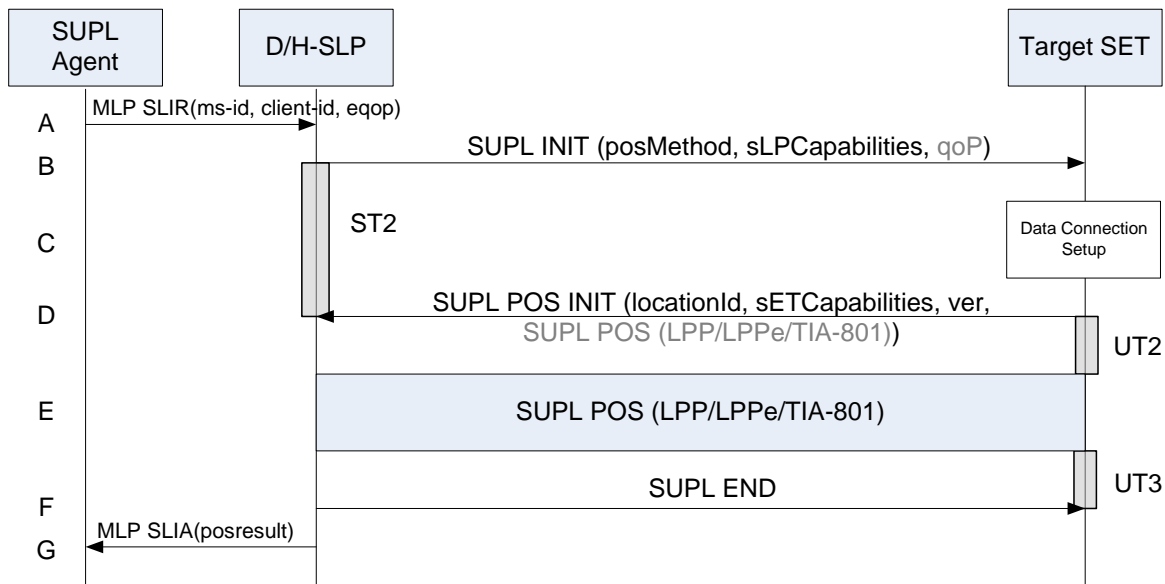 SUPL
Agent
D/H-SLP
Target SET
A
MLP SLIR(ms-id, client-id, eqop)
B
SUPL INIT (posMethod, sLPCapabilities, qoP)
C
ST2
Data Connection
Setup
D
SUPL POS INIT (locationId, sETCapabilities, ver,
SUPL POS (LPP/LPPe/TIA-801))
UT2
E
SUPL POS (LPP/LPPe/TIA-801)
F
SUPL END
UT3
G
MLP SLIA(posresult)